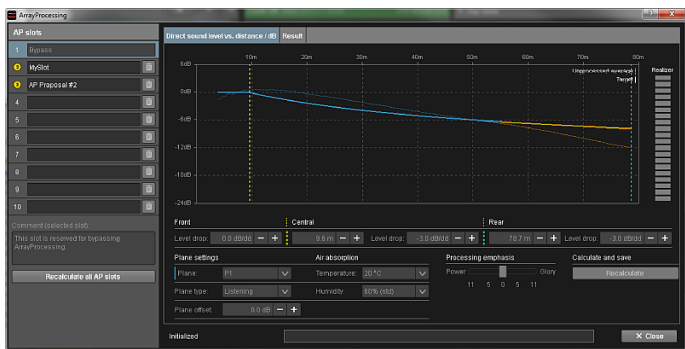 ArrayProcessing
AP slots
1 Bypass
MySlot
AP Proposal #2
4
5
6
7
8
9
10
Comment (selected slot):
This slot is reserved for bypassing
ArrayProcessing.
Recalculate all AP slots
Direct sound level vs. distance / dB Result
10m 20m 30m 40m 50m 60m 70m 80m
6dB
0dB
-6dB
-12dB
-18dB
-24dB
Unprocessed average
Target
Realizer
Front Central Rear
Level drop: 0.0 dB/dd - + 9.6 m - + Level drop: -3.0 dB/dd - + 78.7 m - + Level drop: -3.0 dB/dd - +
Plane settings Air absorption Processing emphasis Calculate and save
Plane: P1 Temperature: 20 °C Power Glory Recalculate
11 5 0 5 11
Plane type: Listening Humidity: 60% (std)
Plane offset: 0.0 dB - +
Initialized X Close